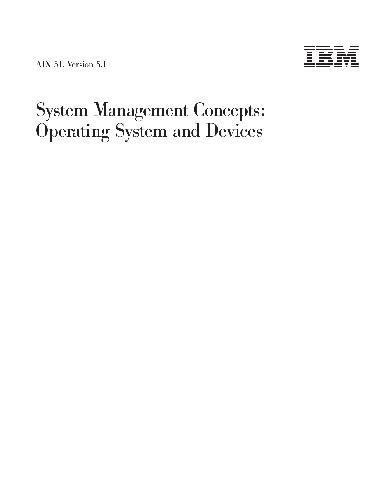 AIX 5L Version 5.1
IBM
System Management Concepts:
Operating System and Devices